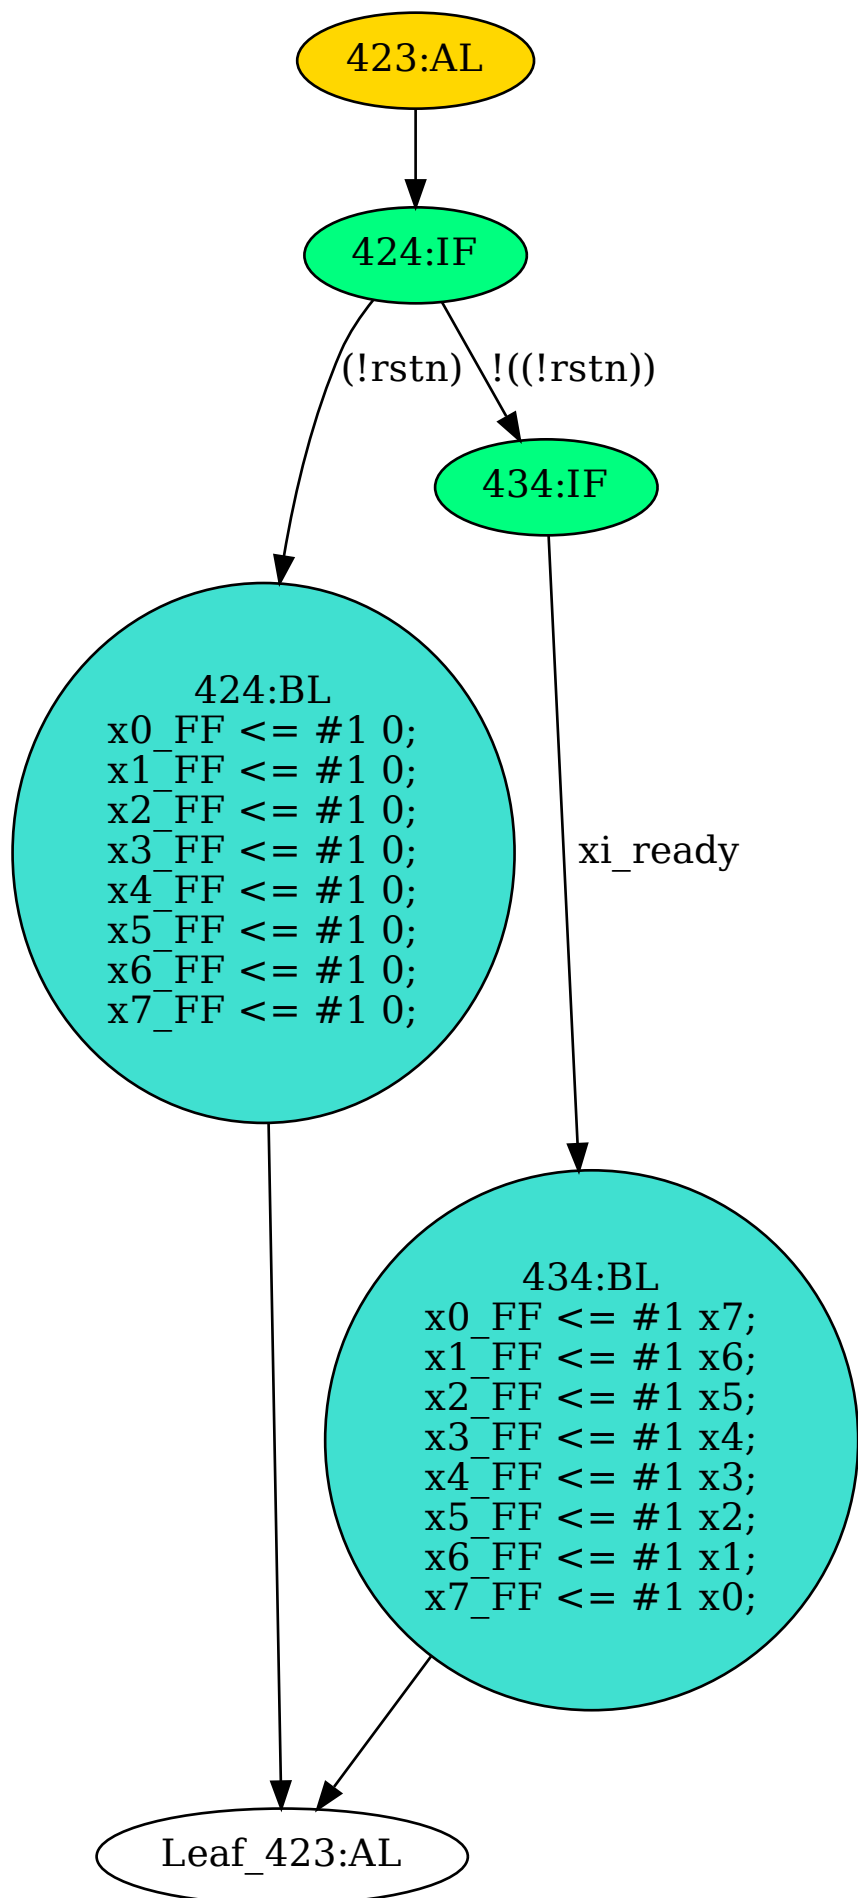 423:AL
424:IF
(!rstn)
!((!rstn))
434:IF
424:BL
x0_FF <= #1 0;
x1_FF <= #1 0;
x2_FF <= #1 0;
x3_FF <= #1 0;
x4_FF <= #1 0;
x5_FF <= #1 0;
x6_FF <= #1 0;
x7_FF <= #1 0;
xi_ready
434:BL
x0_FF <= #1 x7;
x1_FF <= #1 x6;
x2_FF <= #1 x5;
x3_FF <= #1 x4;
x4_FF <= #1 x3;
x5_FF <= #1 x2;
x6_FF <= #1 x1;
x7_FF <= #1 x0;
Leaf_423:AL